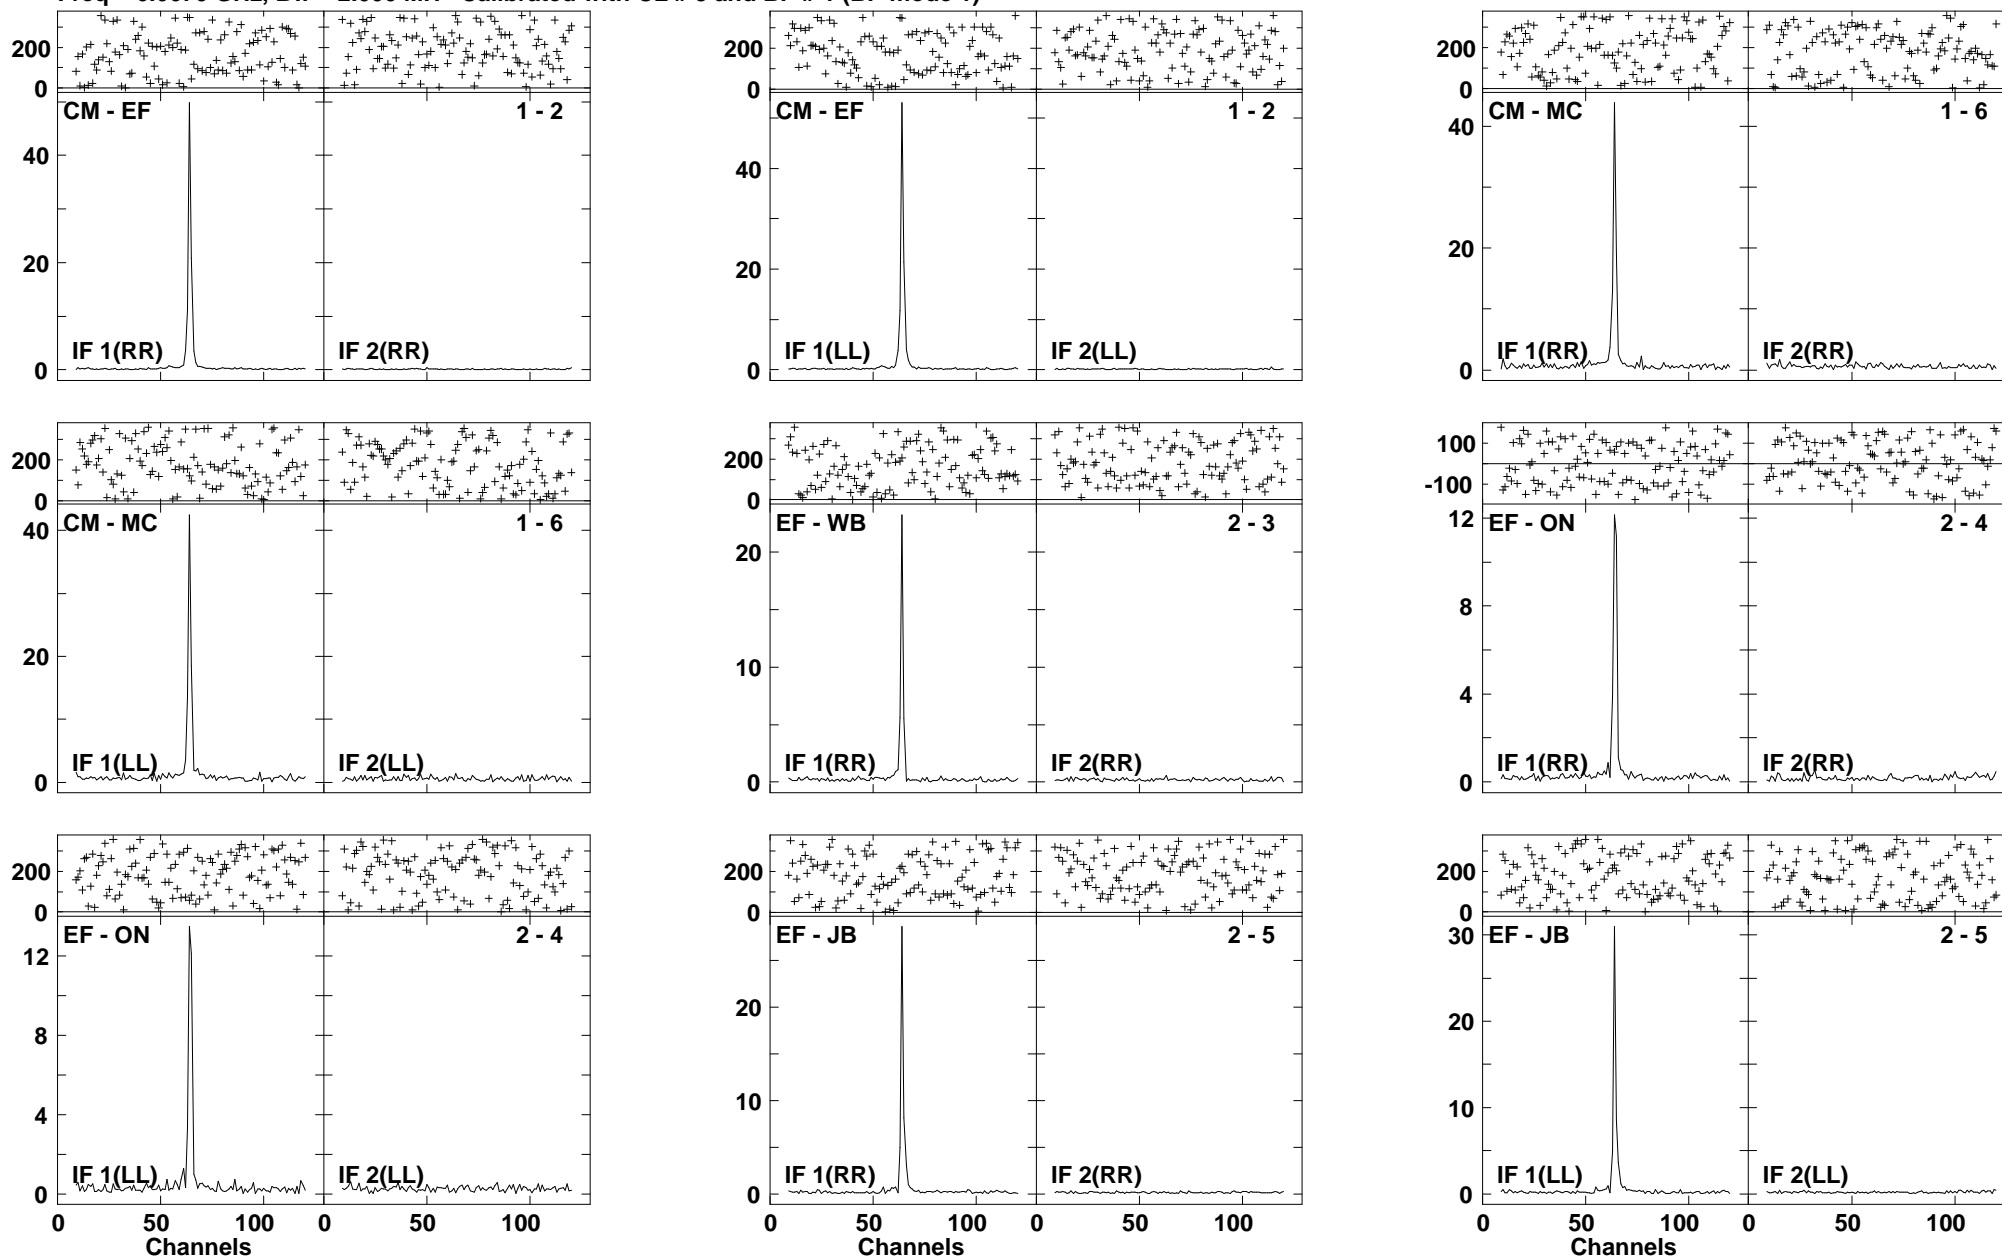 Freq Calibrated with and
200
0
CM - EF 1 - 2
40
20
0
IF 1(RR) IF 2(RR)
200
0
CM - EF 1 - 2
40
20
0
IF 1(LL) IF 2(LL)
200
0
CM - MC 1 - 6
40
20
0
IF 1(RR) IF 2(RR)
200
0
CM - MC 1 - 6
40
20
0
IF 1(LL) IF 2(LL)
200
0
EF - WB 2 - 3
20
10
0
IF 1(RR) IF 2(RR)
100
-100
EF - ON 2 - 4
12
8
4
0
IF 1(RR) IF 2(RR)
200
0
EF - ON 2 - 4
12
8
4
0
IF 1(LL) IF 2(LL)
0 50 100 0 50 100
Channels
200
0
EF - JB 2 - 5
20
10
0
IF 1(RR) IF 2(RR)
0 50 100 0 50 100
Channels
200
0
EF - JB 2 - 5
30
20
10
0
IF 1(LL) IF 2(LL)
0 50 100 0 50 100
Channels